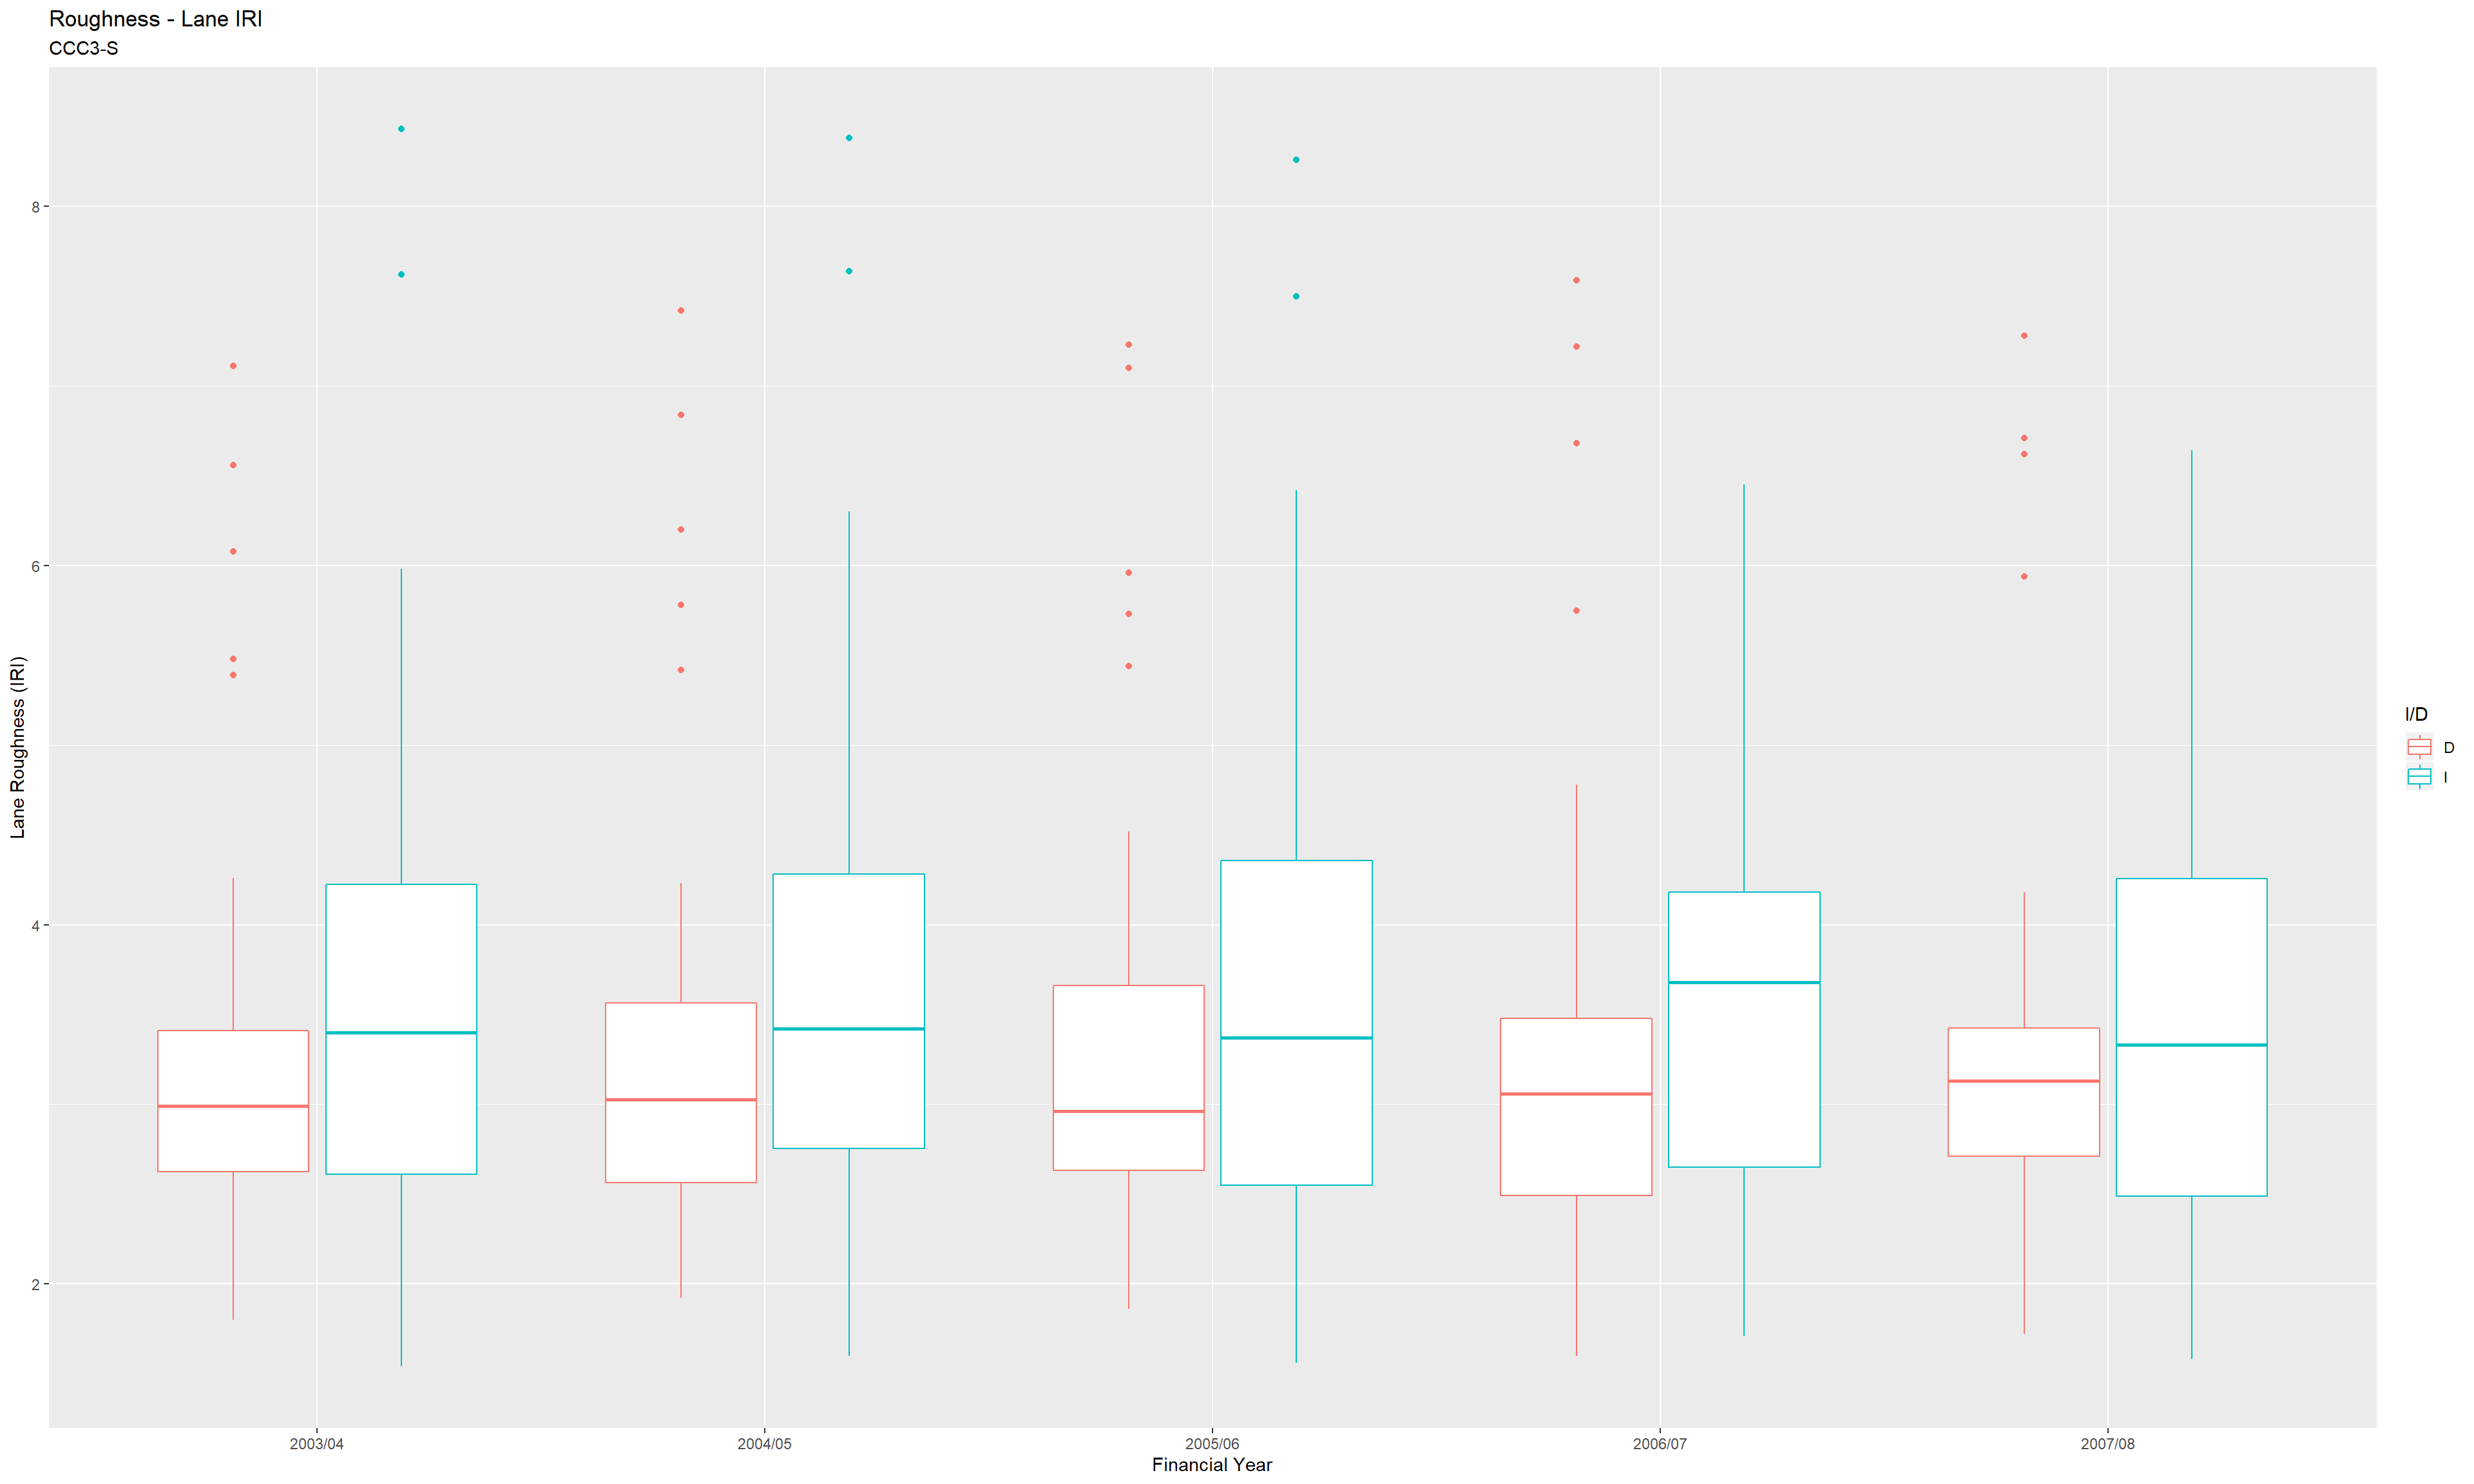 Roughness - Lane IRI
CCC3-S
Lane Roughness (IRI)
8
6
4
2
2003/04
2004/05
2005/06
2006/07
2007/08
Financial Year
I/D
D
I